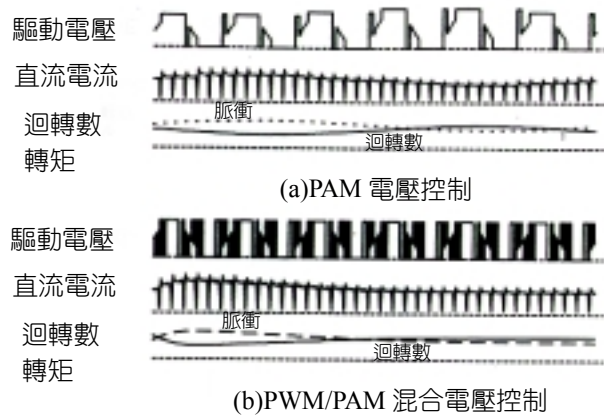 驅動電壓
直流電流
脈衝
迴轉數
迴轉數
轉矩
(a)PAM 電壓控制
驅動電壓
直流電流
脈衝
迴轉數
迴轉數
轉矩
(b)PWM/PAM 混合電壓控制